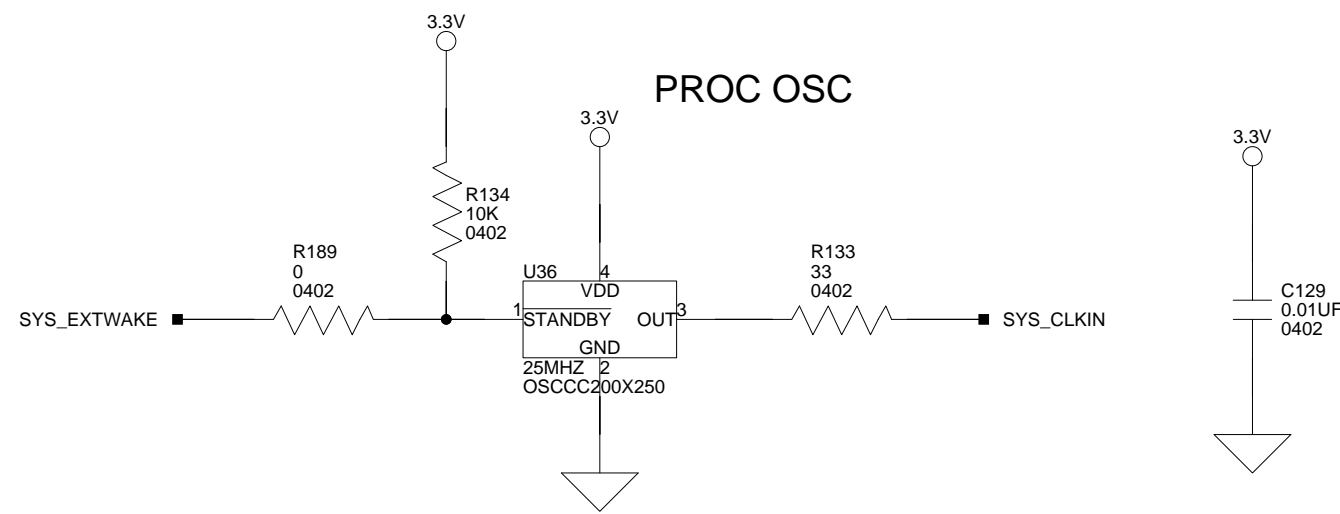 3.3V
PROC OSC
3.3V
3.3V
R134
10K
0402
R189
0
0402
U36
4
VDD
R133
33
0402
C129
0.01UF
0402
SYS_EXTWAKE
1
STANDBY
OUT
3
SYS_CLKIN
GND
25MHZ
2
OSCCC200X250